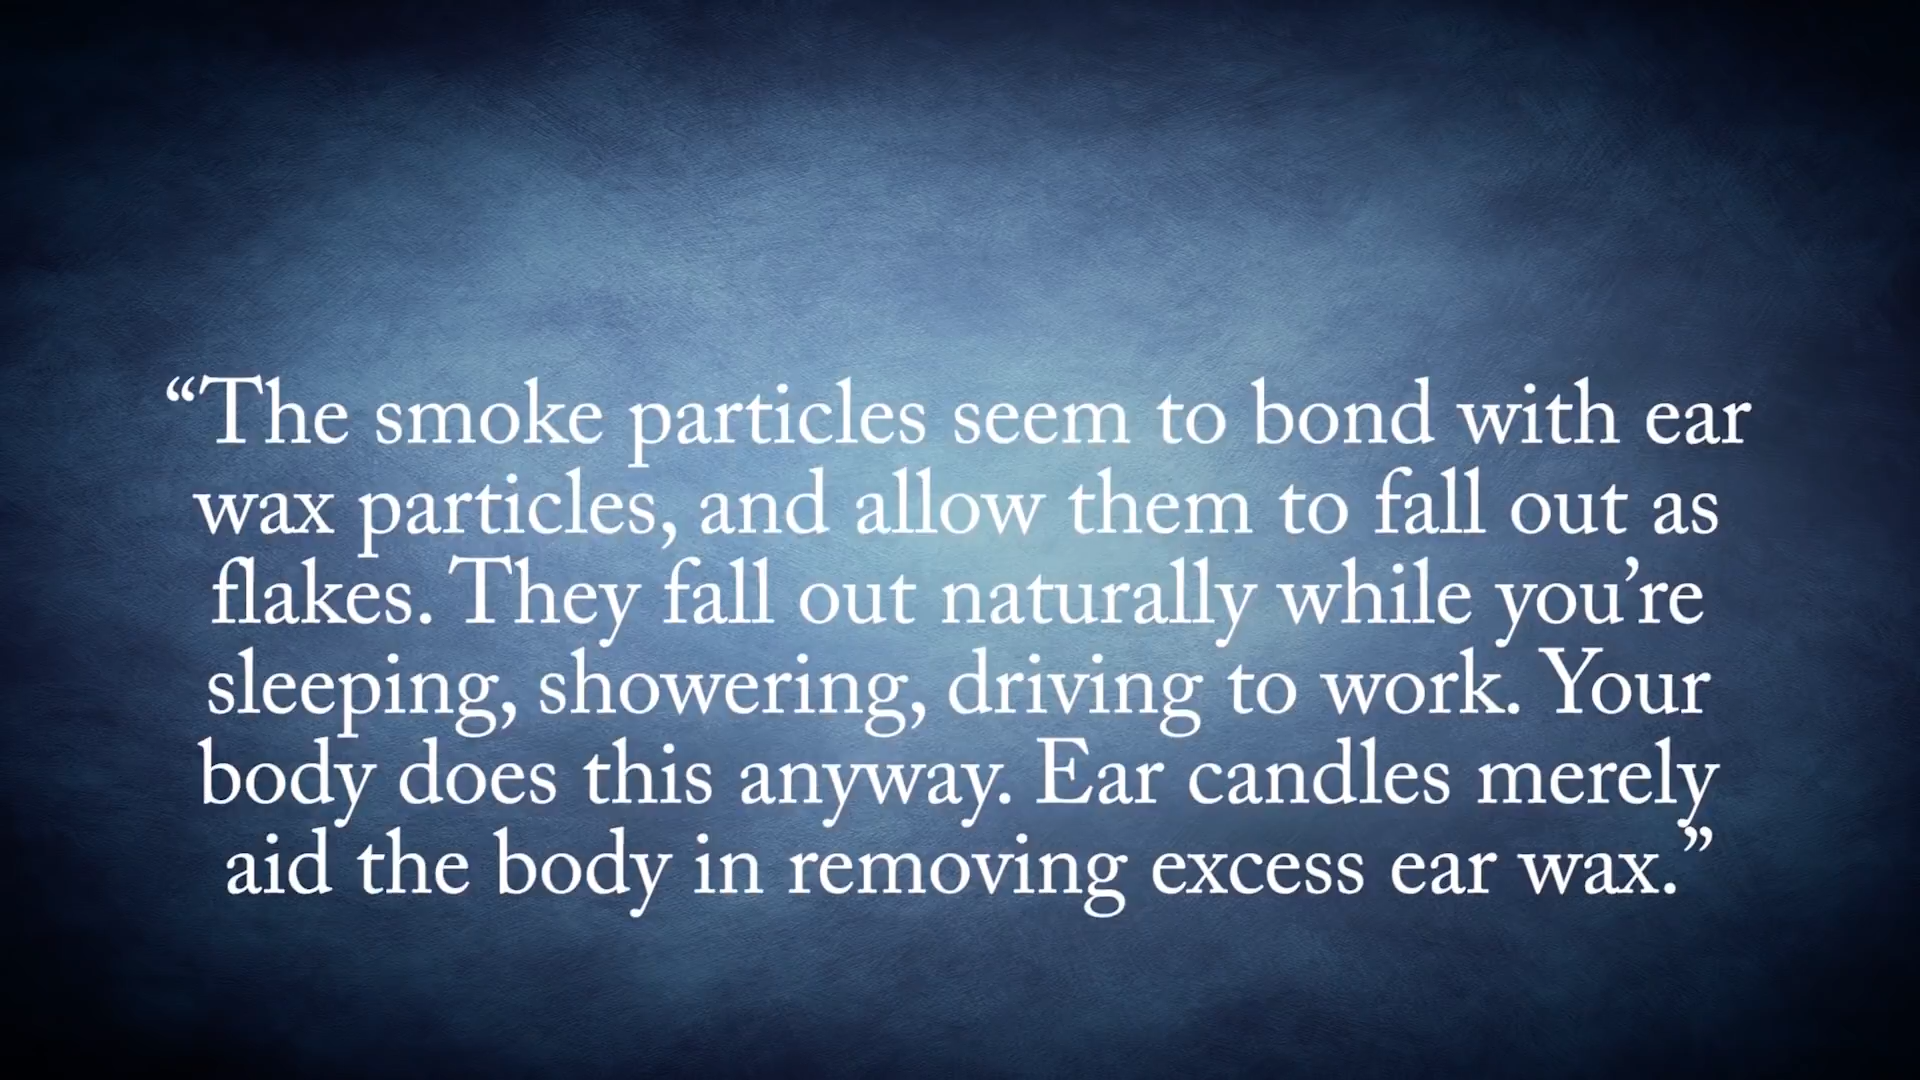 “The smoke particles seem to bond with ear
wax particles, and allow them to fall out as
flakes. They fall out naturally while you’re
sleeping, showering, driving to work. Your
body does this anyway. Ear candles merely
aid the body in removing excess ear wax.”